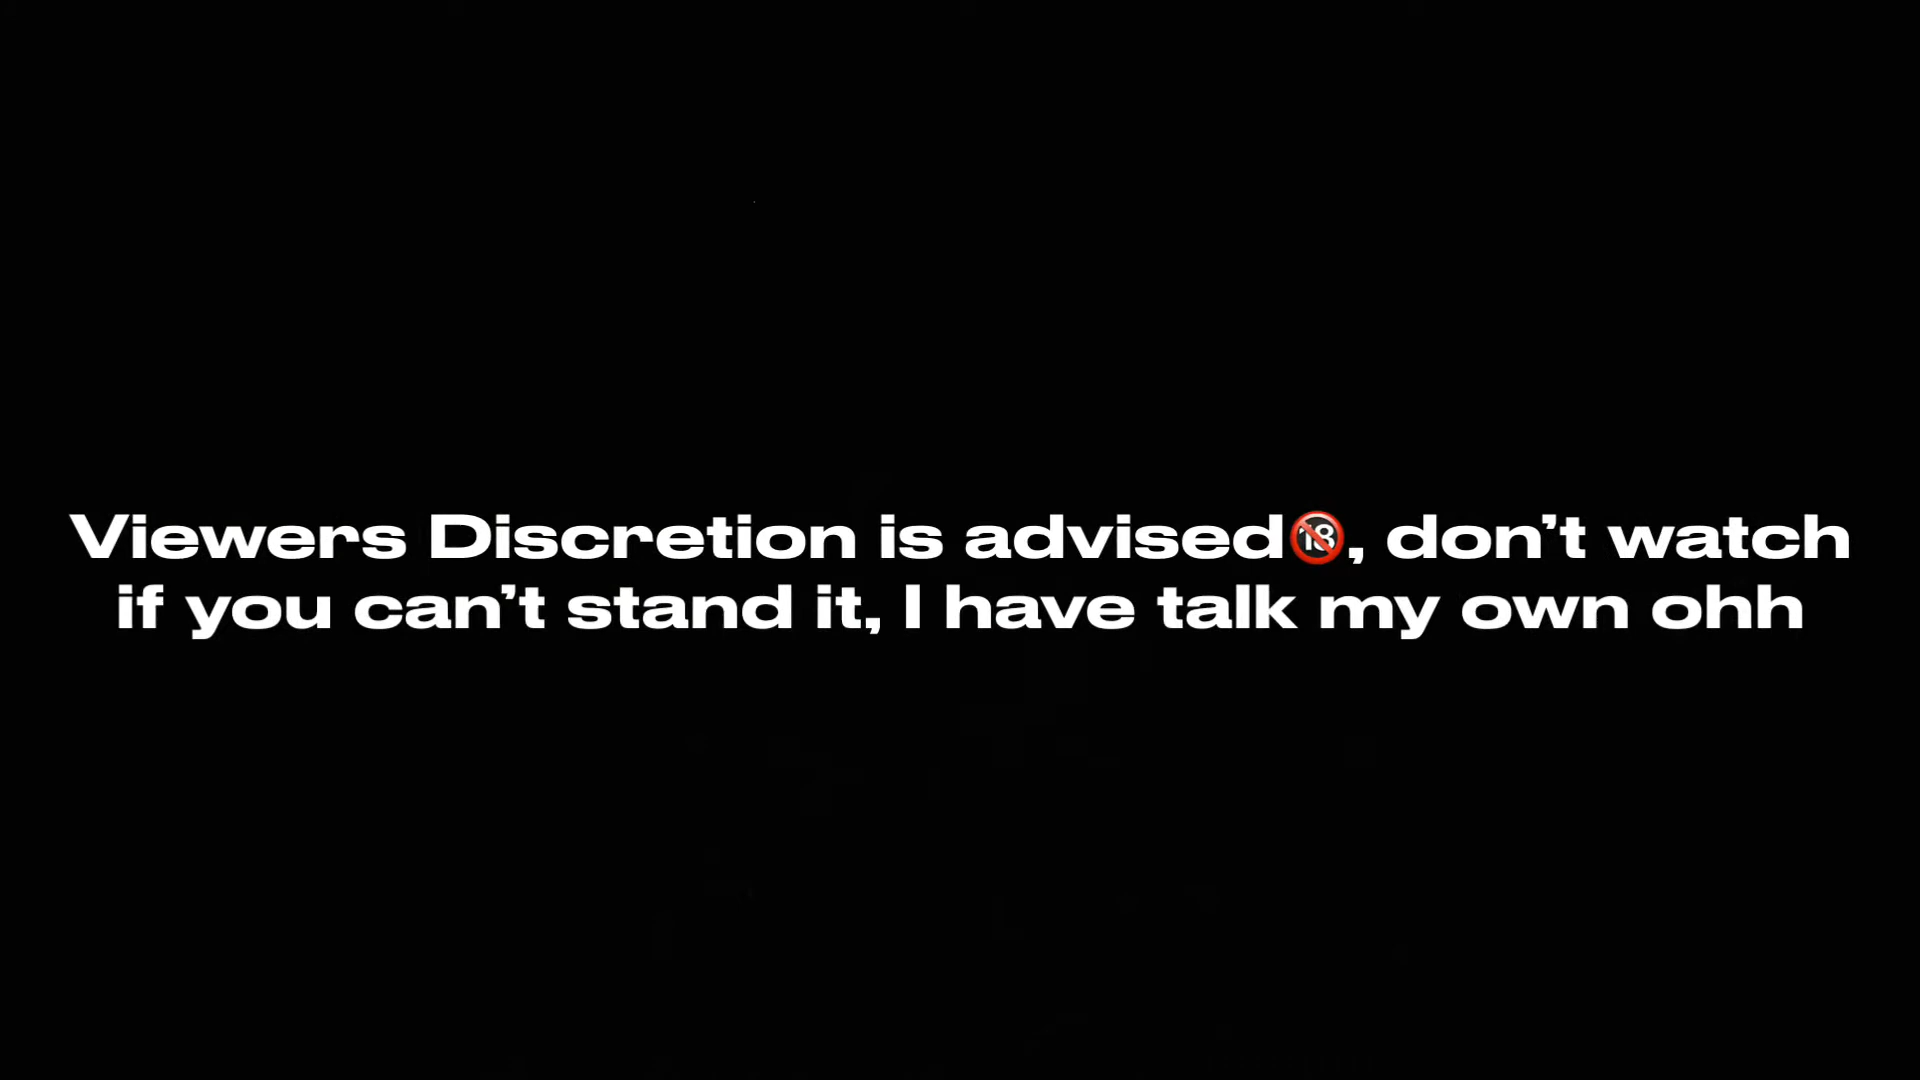 Viewers Discretion is advised🔞, don’t watch
if you can’t stand it, I have talk my own ohh